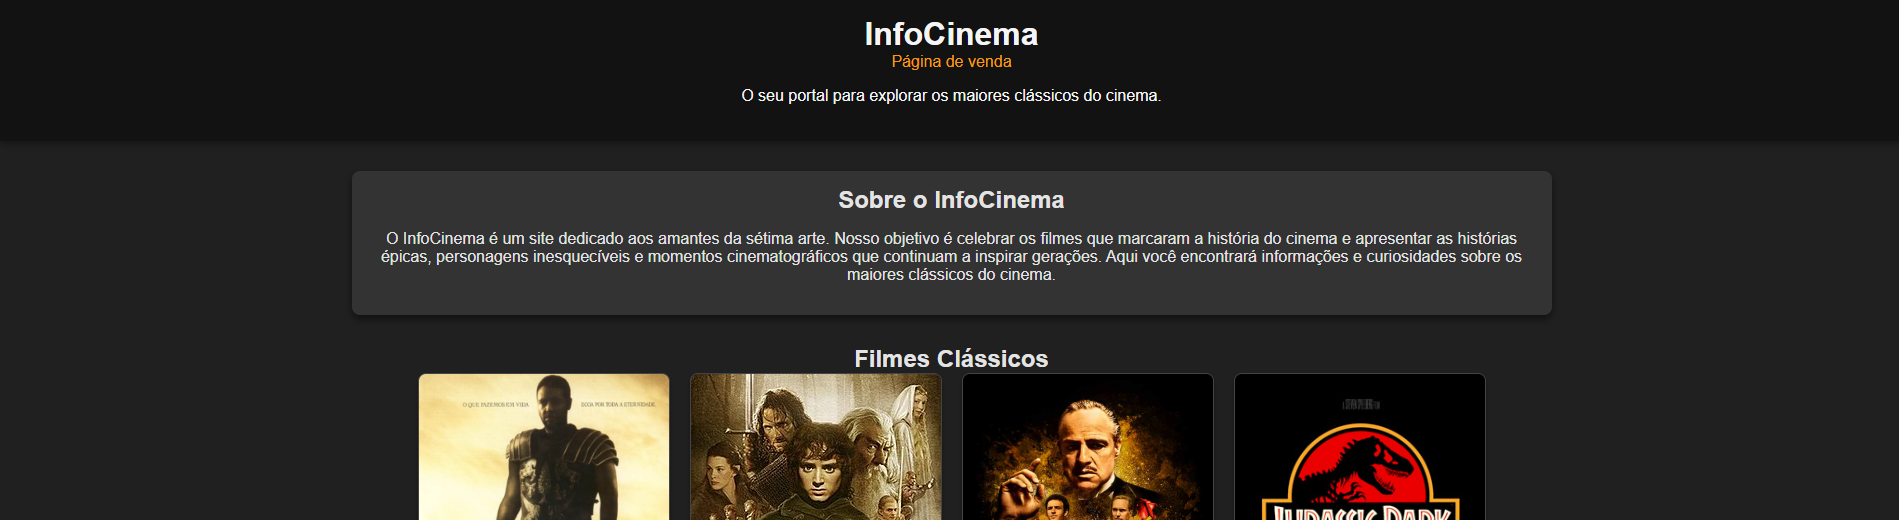 InfoCinema
Página de venda
O seu portal para explorar os maiores clássicos do cinema.
Sobre o InfoCinema
O InfoCinema é um site dedicado aos amantes da sétima arte. Nosso objetivo é celebrar os filmes que marcaram a história do cinema e apresentar as histórias
épicas, personagens inesquecíveis e momentos cinematográficos que continuam a inspirar gerações. Aqui você encontrará informações e curiosidades sobre os
maiores clássicos do cinema.
Filmes Clássicos
O QUE FAZEMOS EM VIDA ECOA POR TODA A ETERNIDADE.
A STEVEN SPIELBERG FILM
JURASSIC PARK